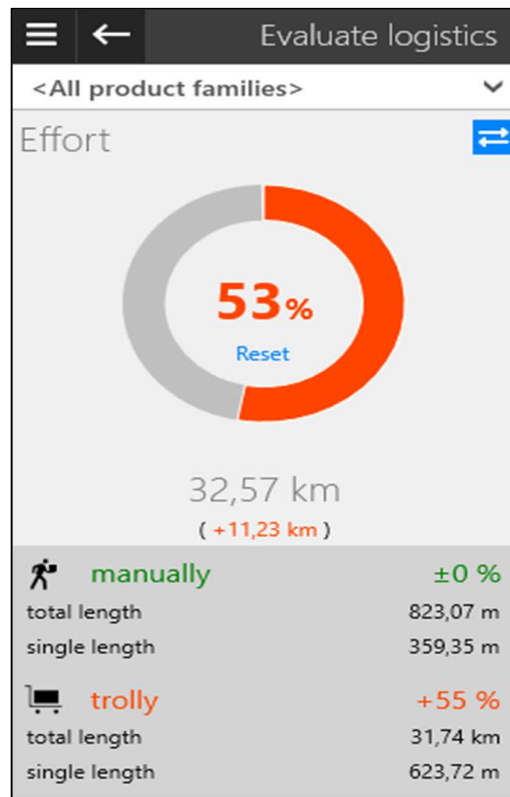 Evaluate logistics
<All product families>
Effort
53%
Reset
32,57 km
( +11,23 km )
manually ±0 %
total length 823,07 m
single length 359,35 m
trolly +55 %
total length 31,74 km
single length 623,72 m